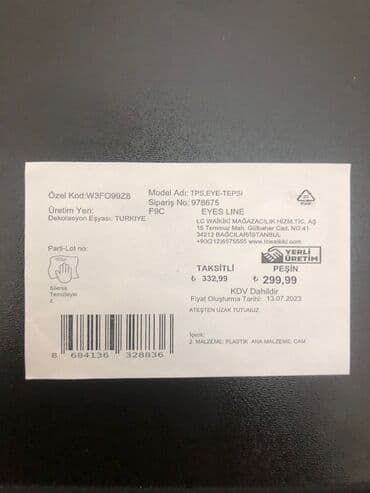 Özel Kod:W3FO99Z8
Model Adı: TPS,EYE-TEPSİ
Sipariş No: 978675
Üretim Yeri:
Dekolasyon Eşyası: TURKIYE
F9C EYES LINE
LC WAIKIKI MAĞAZACILIK HİZM.TİC. AŞ
15 Temmuz Mah. Gülbahar Cad. NO:41
34212 BAĞCILAR/İSTANBUL
+90(212)6575555 www.lcwaikiki.com
Parti-Lot no:
YERLİ
ÜRETİM
TAKSİTLİ PEŞİN
₺ 332,99 ₺ 299,99
KDV Dahildir
Fiyat Oluşturma Tarihi: 13.07.2023
Silerek
Temizleyin
z
ATEŞTEN UZAK TUTUNUZ
İçerik:
2. MALZEME: PLASTİK ANA MALZEME: CAM
8 684136 328836